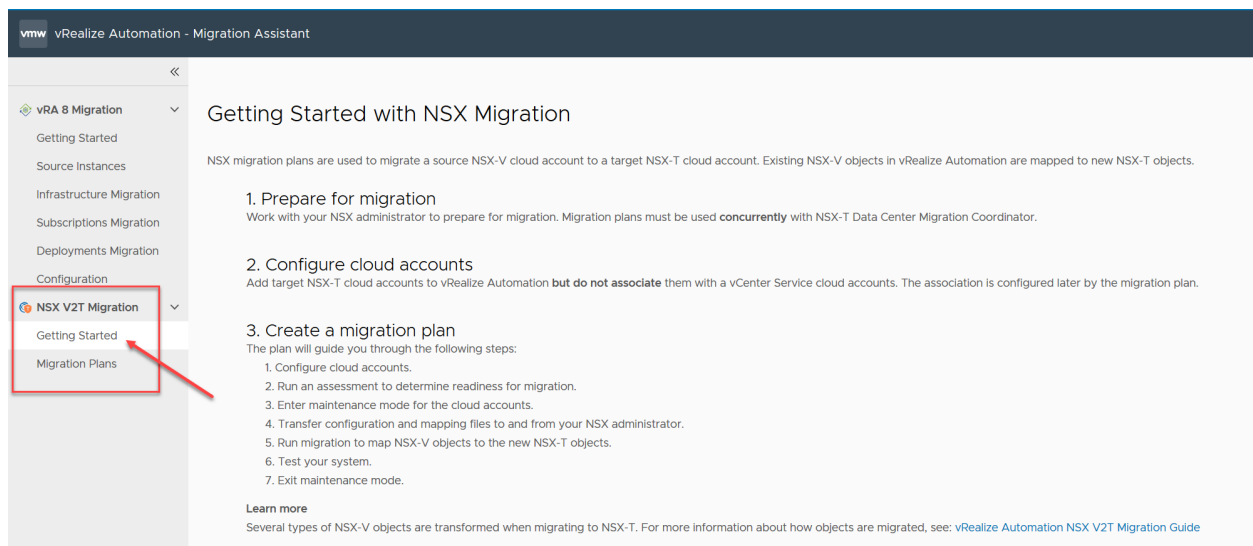 vmw vRealize Automation - Migration Assistant
«
vRA 8 Migration
Getting Started
Source Instances
Infrastructure Migration
Subscriptions Migration
Deployments Migration
Configuration
NSX V2T Migration
Getting Started
Migration Plans
Getting Started with NSX Migration
NSX migration plans are used to migrate a source NSX-V cloud account to a target NSX-T cloud account. Existing NSX-V objects in vRealize Automation are mapped to new NSX-T objects.
1. Prepare for migration
Work with your NSX administrator to prepare for migration. Migration plans must be used concurrently with NSX-T Data Center Migration Coordinator.
2. Configure cloud accounts
Add target NSX-T cloud accounts to vRealize Automation but do not associate them with a vCenter Service cloud accounts. The association is configured later by the migration plan.
3. Create a migration plan
The plan will guide you through the following steps:
1. Configure cloud accounts.
2. Run an assessment to determine readiness for migration.
3. Enter maintenance mode for the cloud accounts.
4. Transfer configuration and mapping files to and from your NSX administrator.
5. Run migration to map NSX-V objects to the new NSX-T objects.
6. Test your system.
7. Exit maintenance mode.
Learn more
Several types of NSX-V objects are transformed when migrating to NSX-T. For more information about how objects are migrated, see: vRealize Automation NSX V2T Migration Guide